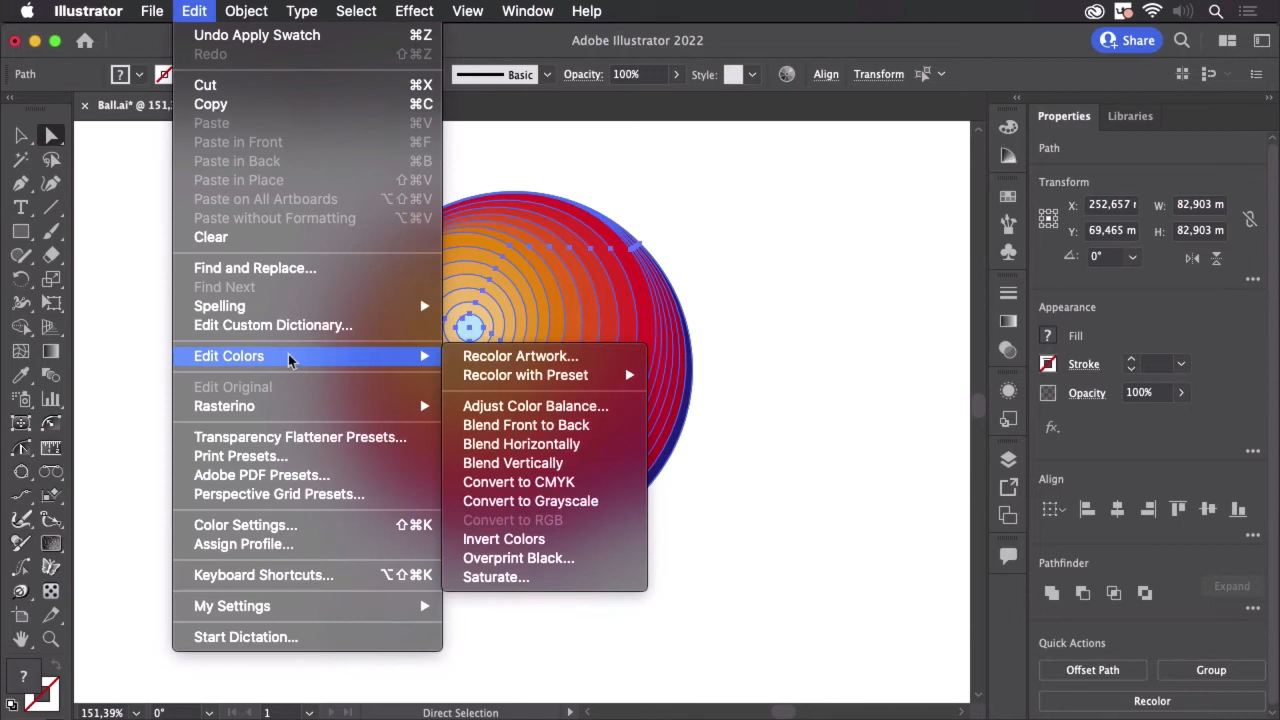 Illustrator File Edit Object Type Select Effect View Window Help
Adobe Illustrator 2022
Share
Path
?
Basic
Opacity: 100%
Style:
Align
Transform
Ball.ai* @ 151,
Undo Apply Swatch ⌘Z
Redo ⇧⌘Z
Cut ⌘X
Copy ⌘C
Paste ⌘V
Paste in Front ⌘F
Paste in Back ⌘B
Paste in Place ⇧⌘V
Paste on All Artboards ⌥⇧⌘V
Paste without Formatting ⌥⌘V
Clear
Find and Replace...
Find Next
Spelling
Edit Custom Dictionary...
Edit Colors
Edit Original
Rasterino
Transparency Flattener Presets...
Print Presets...
Adobe PDF Presets...
Perspective Grid Presets...
Color Settings... ⇧⌘K
Assign Profile...
Keyboard Shortcuts... ⌥⇧⌘K
My Settings
Start Dictation...
Recolor Artwork...
Recolor with Preset
Adjust Color Balance...
Blend Front to Back
Blend Horizontally
Blend Vertically
Convert to CMYK
Convert to Grayscale
Convert to RGB
Invert Colors
Overprint Black...
Saturate...
Properties Libraries
Path
Transform
X: 252,657 W: 82,903 m
Y: 69,465 m H: 82,903 m
0°
Appearance
? Fill
Stroke
Opacity 100%
fx.
Align
Pathfinder
Expand
Quick Actions
Offset Path Group
Recolor
?
151,39% 0° 1 Direct Selection